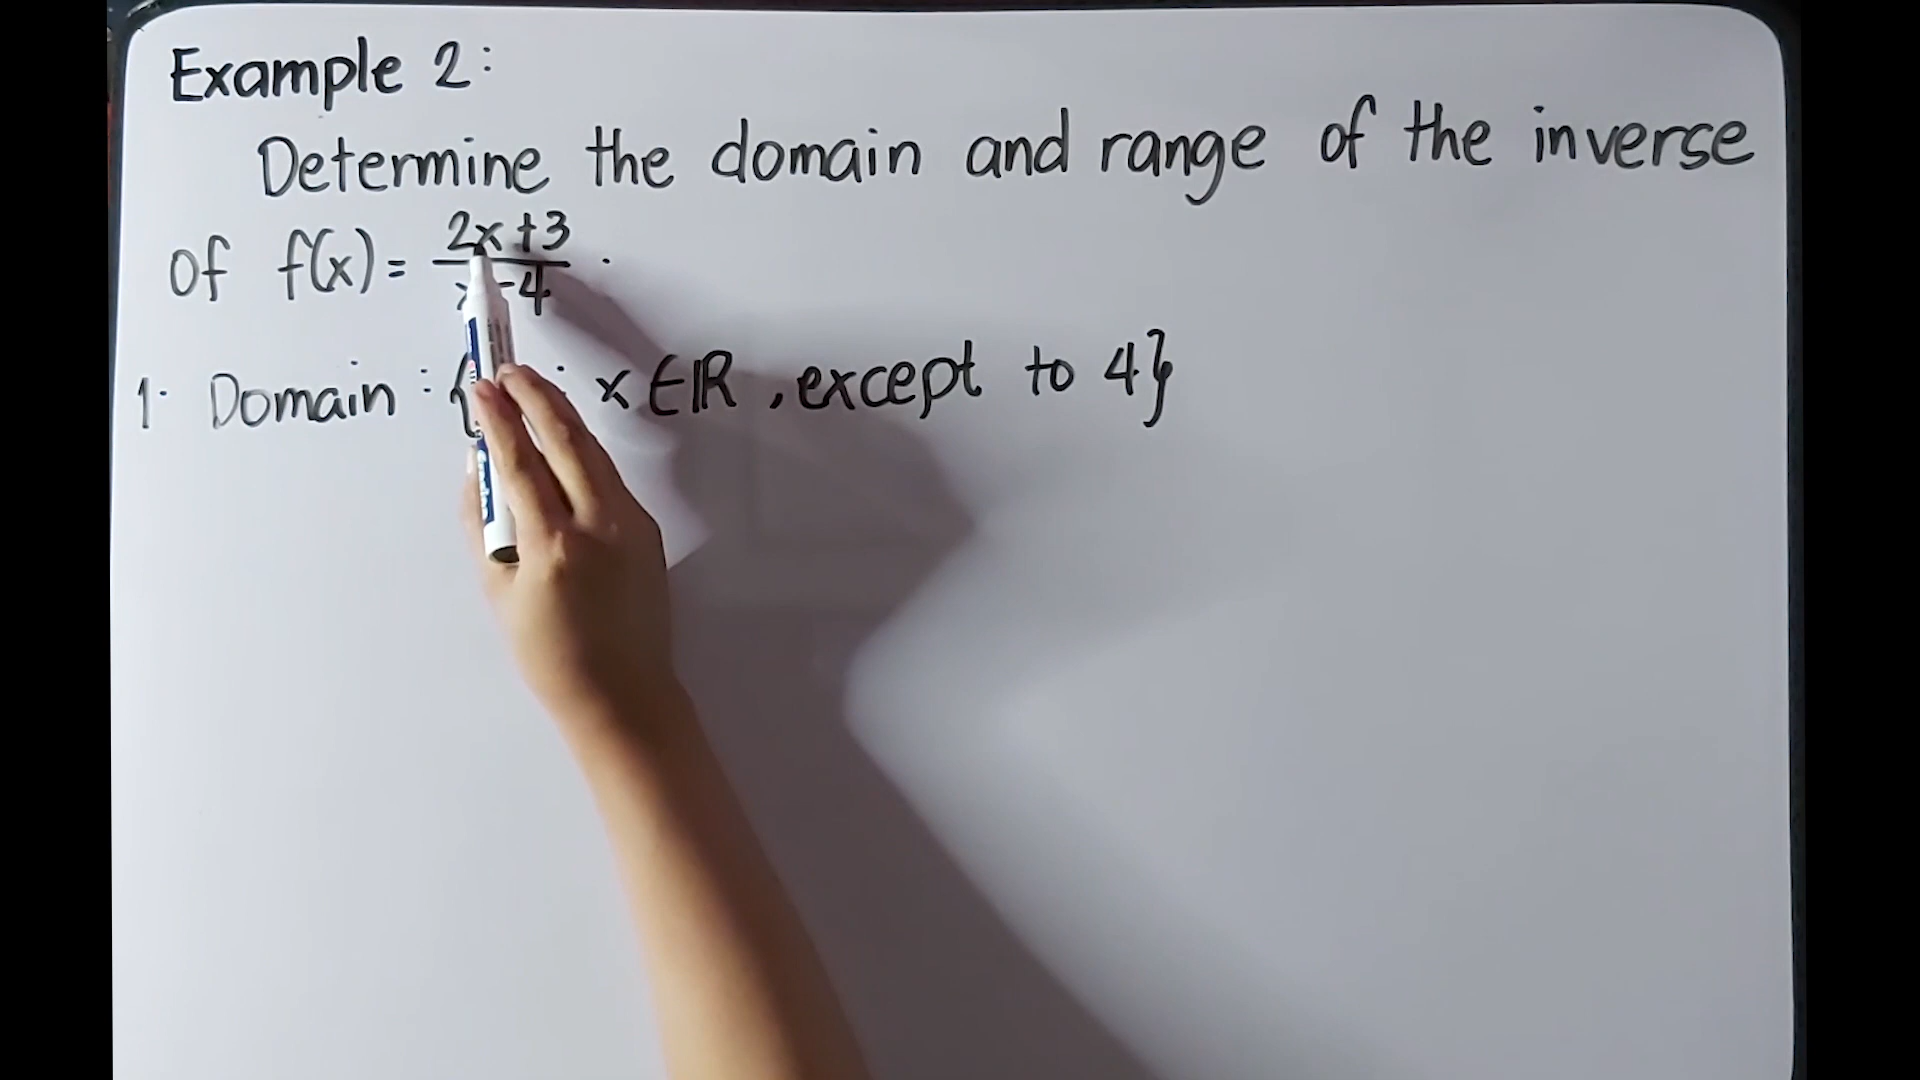 Example 2:
Determine the domain and range of the inverse
of f(x) = 2x+3
-4 .
1. Domain : { : x ∈ ℝ , except to 4}